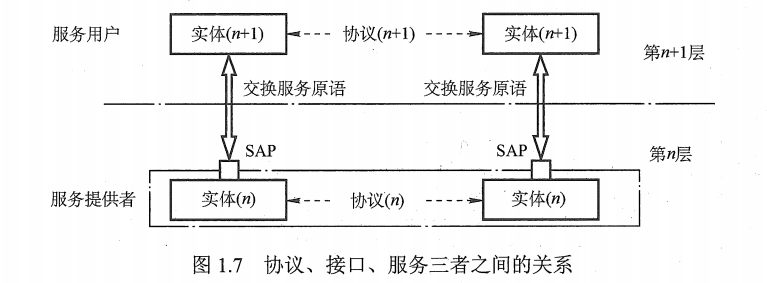 服务用户 实体(n+1) 协议(n+1) 实体(n+1)
第n+1层
交换服务原语 交换服务原语
SAP SAP 第n层
服务提供者 实体(n) 协议(n) 实体(n)
图 1.7 协议、接口、服务三者之间的关系